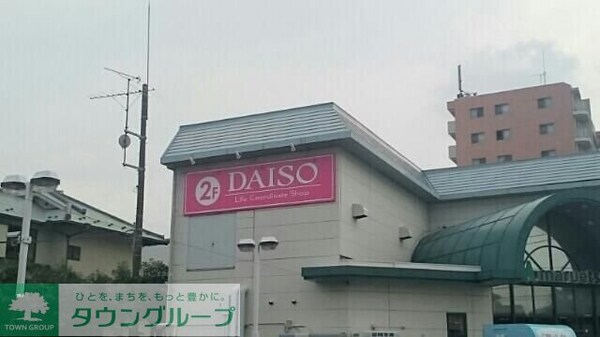 2F
DAISO
Life Coordinate Shop
maruetsu
TOWN GROUP
ひとを、まちを、もっと豊かに。
タウングループ